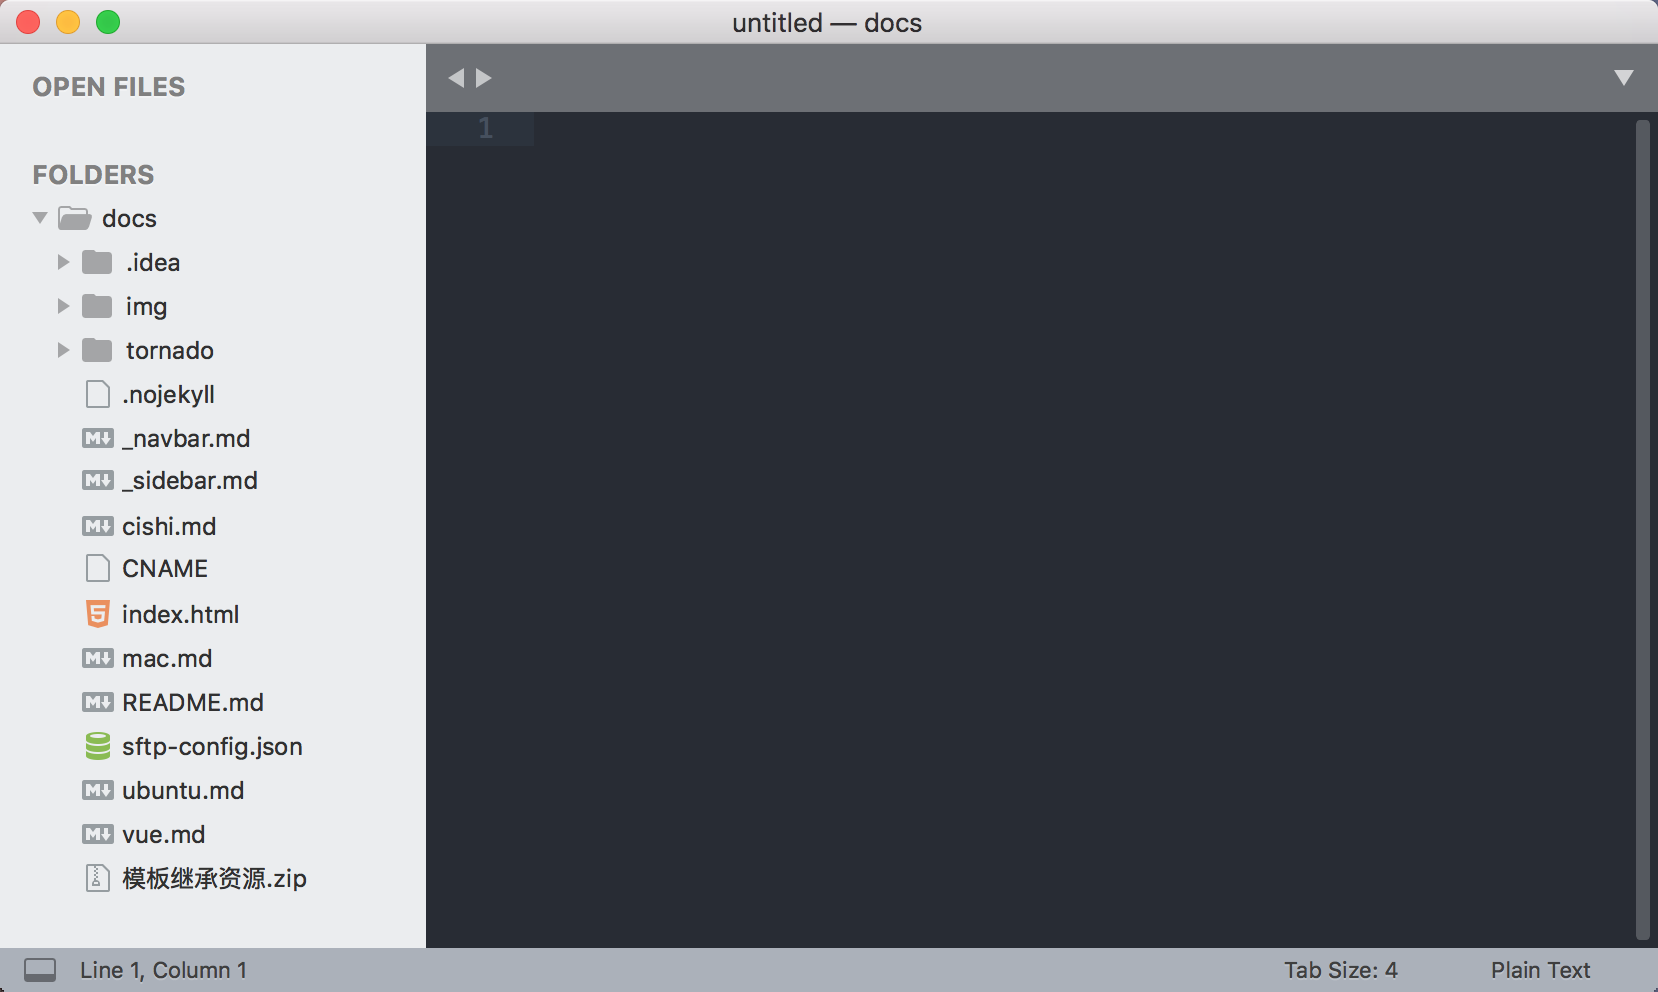 untitled — docs
OPEN FILES
FOLDERS
docs
.idea
img
tornado
.nojekyll
_navbar.md
_sidebar.md
cishi.md
CNAME
index.html
mac.md
README.md
sftp-config.json
ubuntu.md
vue.md
模板继承资源.zip
1
Line 1, Column 1
Tab Size: 4
Plain Text